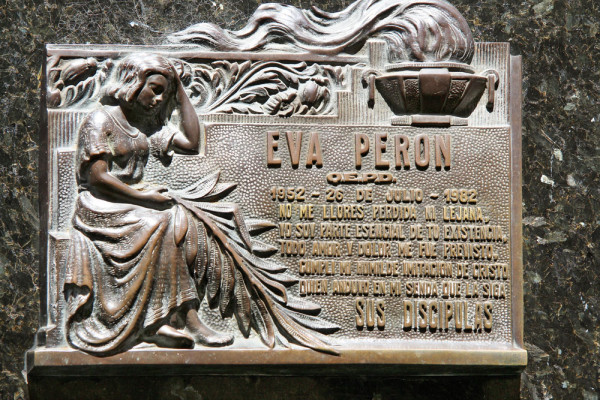 EVA PERON
Q.E.P.D.
1952 - 26 DE JULIO - 1982
NO ME LLORES PERDIDA NI LEJANA,
YO SOY PARTE ESENCIAL DE TU EXISTENCIA,
TODO AMOR Y DOLOR ME FUE PREVISTO,
CUMPLI MI HUMILDE IMITACION DE CRISTO
QUIEN ANDUVO EN MI SENDA QUE LA SIGA
SUS DISCIPULAS